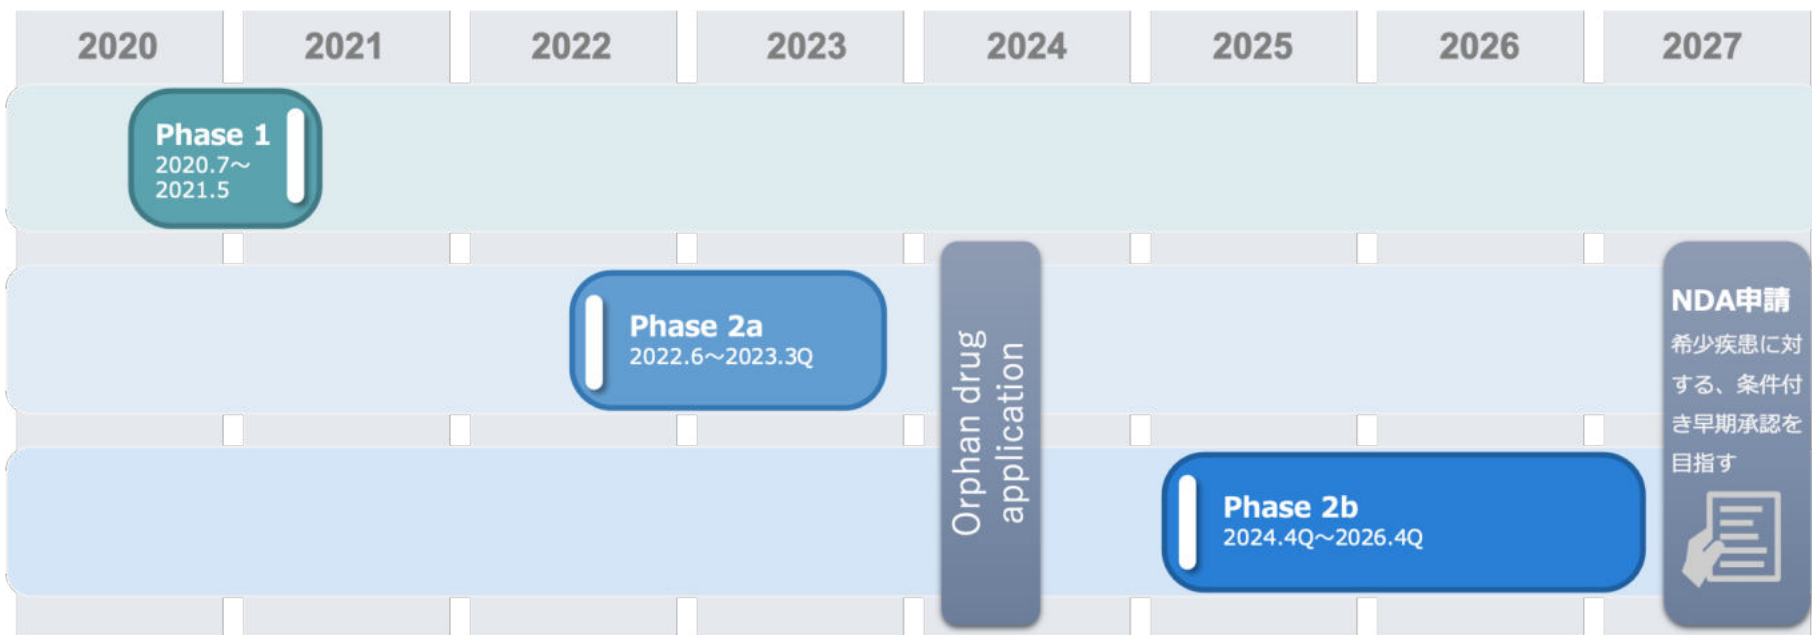 2020 2021 2022 2023 2024 2025 2026 2027
Phase 1
2020.7～
2021.5
Phase 2a
2022.6～2023.3Q
Orphan drug
application
Phase 2b
2024.4Q～2026.4Q
NDA申請
希少疾患に対
する、条件付
き早期承認を
目指す